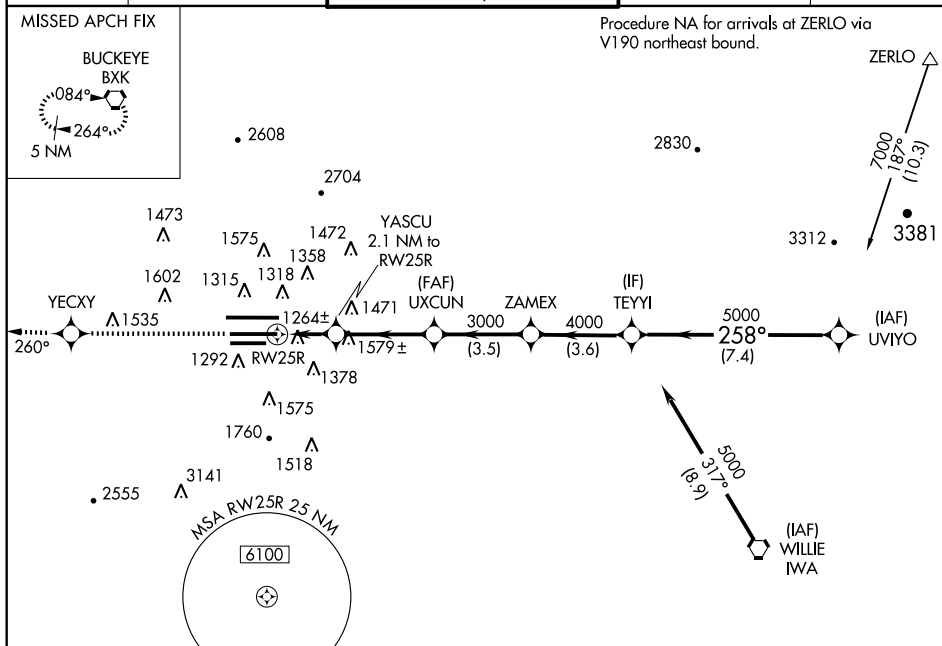 MISSED APCH FIX
BUCKEYE
BXK
084°
264°
5 NM
Procedure NA for arrivals at ZERLO via
V190 northeast bound.
ZERLO
7000
187°
(10.3)
3381
2608
2830
2704
3312
1473
1575
1472
YASCU
2.1 NM to
RW25R
1358
1602
1315
1318
1471
YECXY
1535
1264±
(FAF)
UXCUN
ZAMEX
(IF)
TEYYI
(IAF)
UVIYO
3000
(3.5)
4000
(3.6)
5000
258°
(7.4)
260°
RW25R
1579±
1292
1378
1575
1760
1518
3141
2555
5000
317°
(8.9)
(IAF)
WILLIE
IWA
MSA RW25R 25 NM
6100